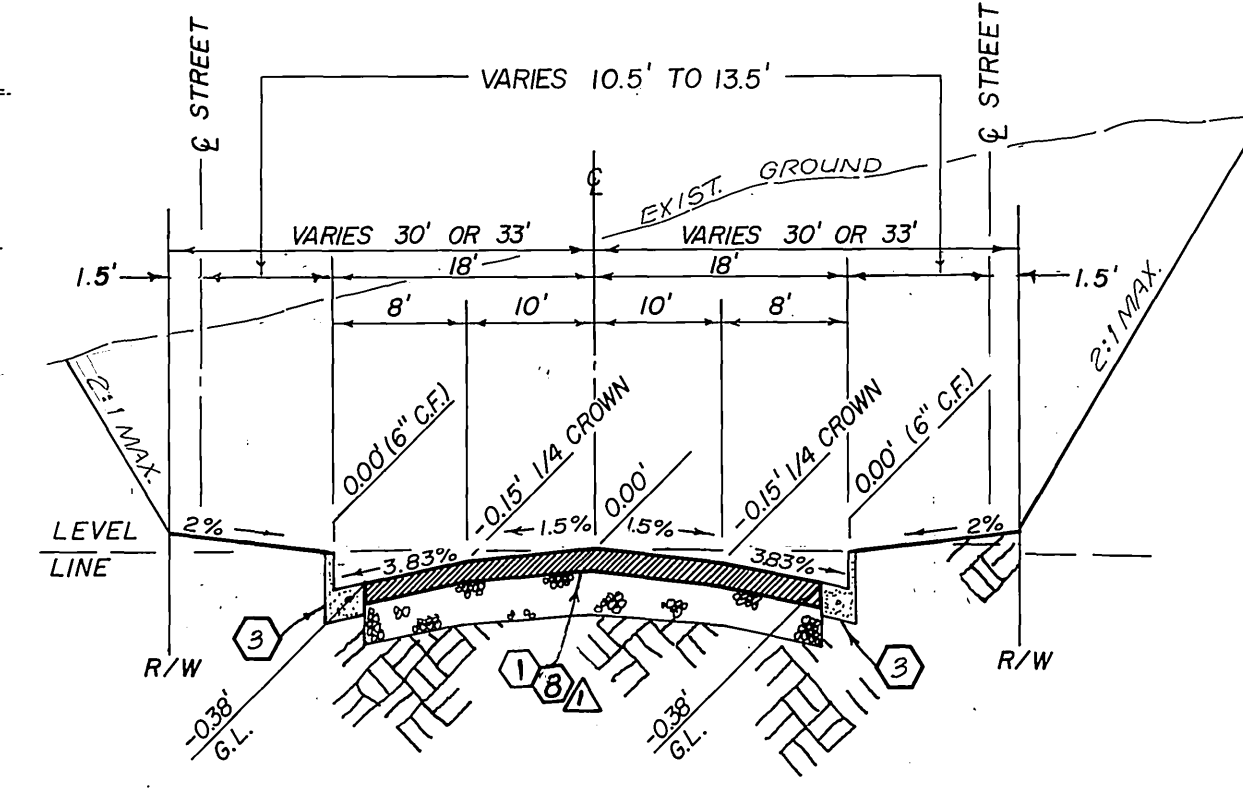 ℄ STREET
℄ STREET
VARIES 10.5' TO 13.5'
℄
EXIST. GROUND
VARIES 30' OR 33'
VARIES 30' OR 33'
1.5'
18'
18'
1.5'
8'
10'
10'
8'
2:1 MAX.
2:1 MAX.
0.00' (6" C.F.)
-0.15' 1/4 CROWN
0.00'
-0.15' 1/4 CROWN
0.00' (6" C.F.)
LEVEL
LINE
2%
3.83%
1.5%
1.5%
3.83%
2%
3
1
8
1
3
R/W
R/W
-0.38'
G.L.
-0.38'
G.L.